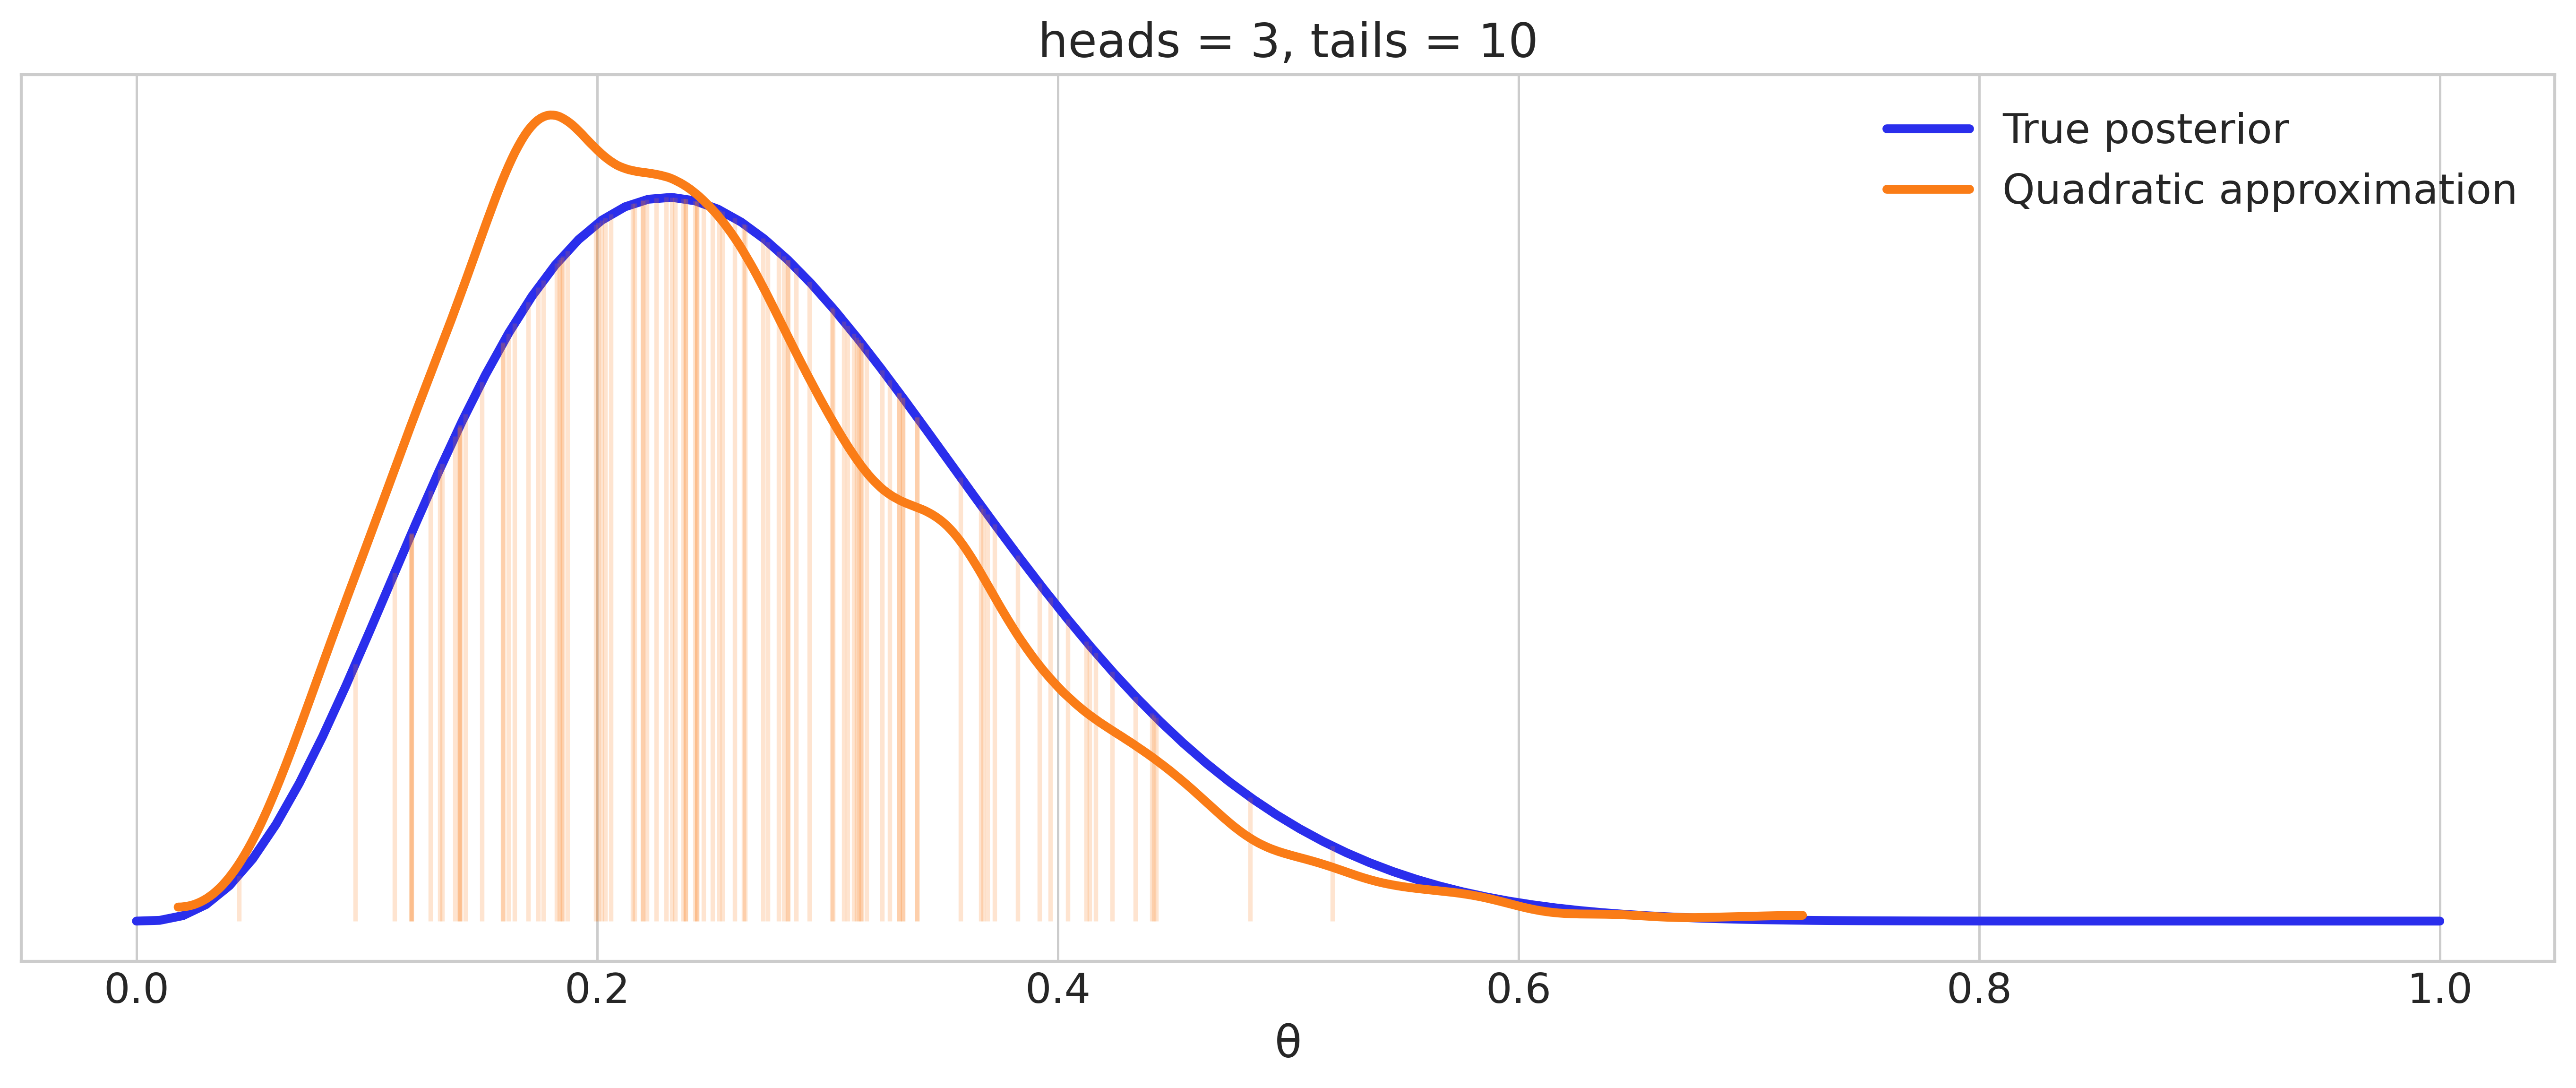 heads = 3, tails = 10
True posterior
Quadratic approximation
0.0 0.2 0.4 0.6 0.8 1.0
θ